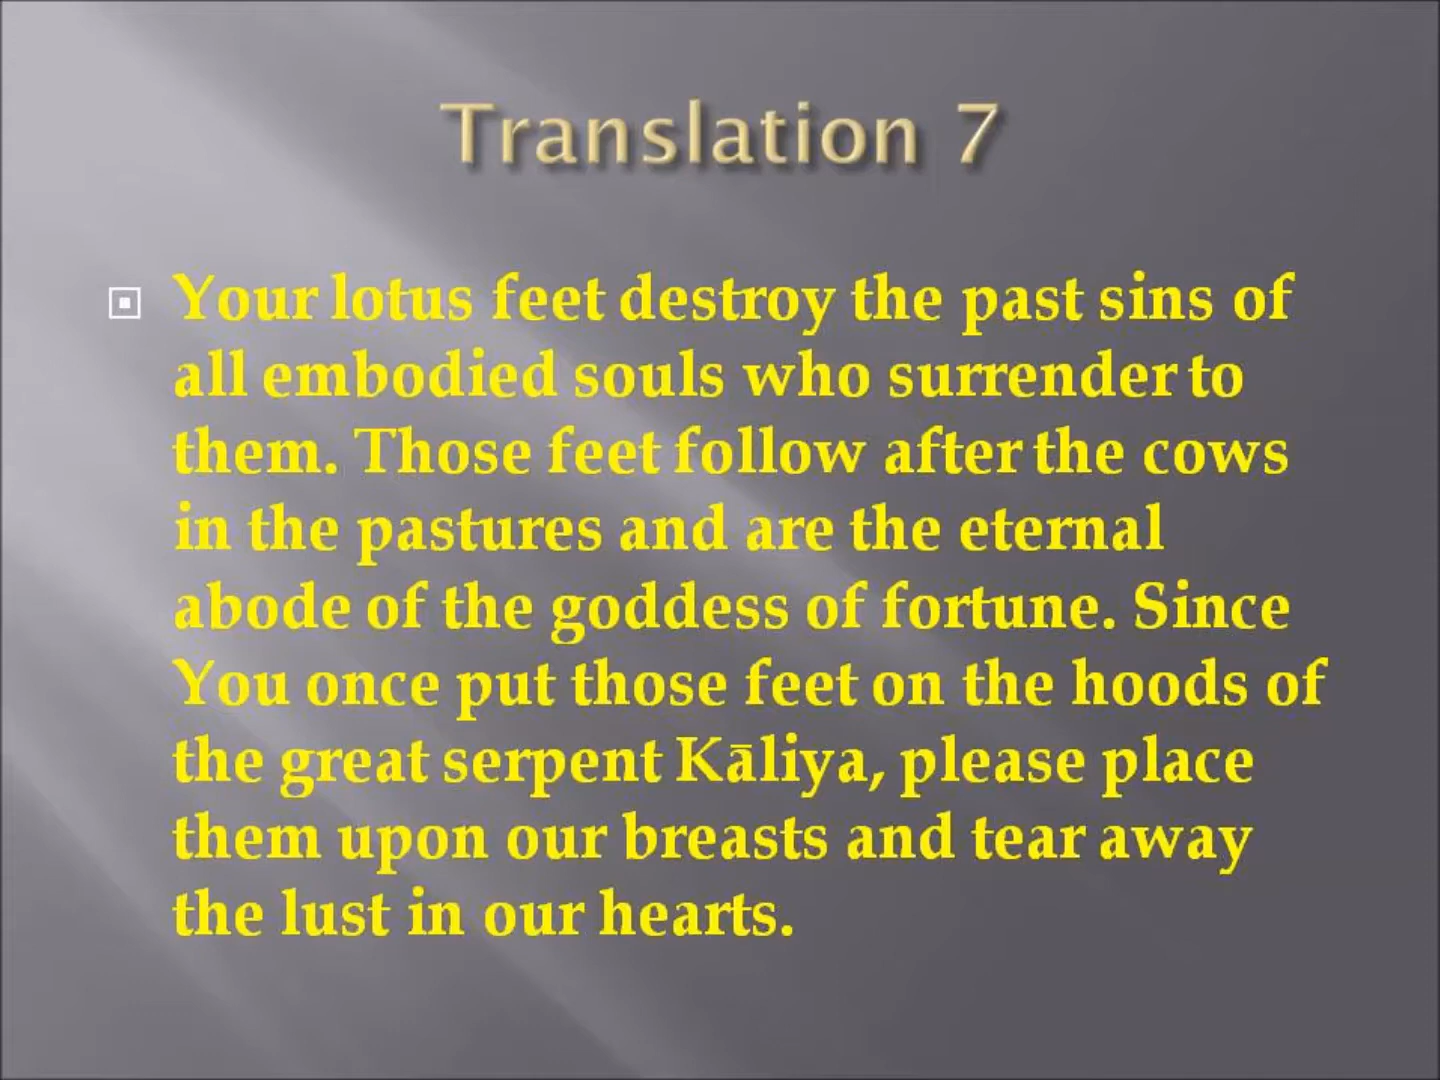 Translation 7
Your lotus feet destroy the past sins of
all embodied souls who surrender to
them. Those feet follow after the cows
in the pastures and are the eternal
abode of the goddess of fortune. Since
You once put those feet on the hoods of
the great serpent Kāliya, please place
them upon our breasts and tear away
the lust in our hearts.